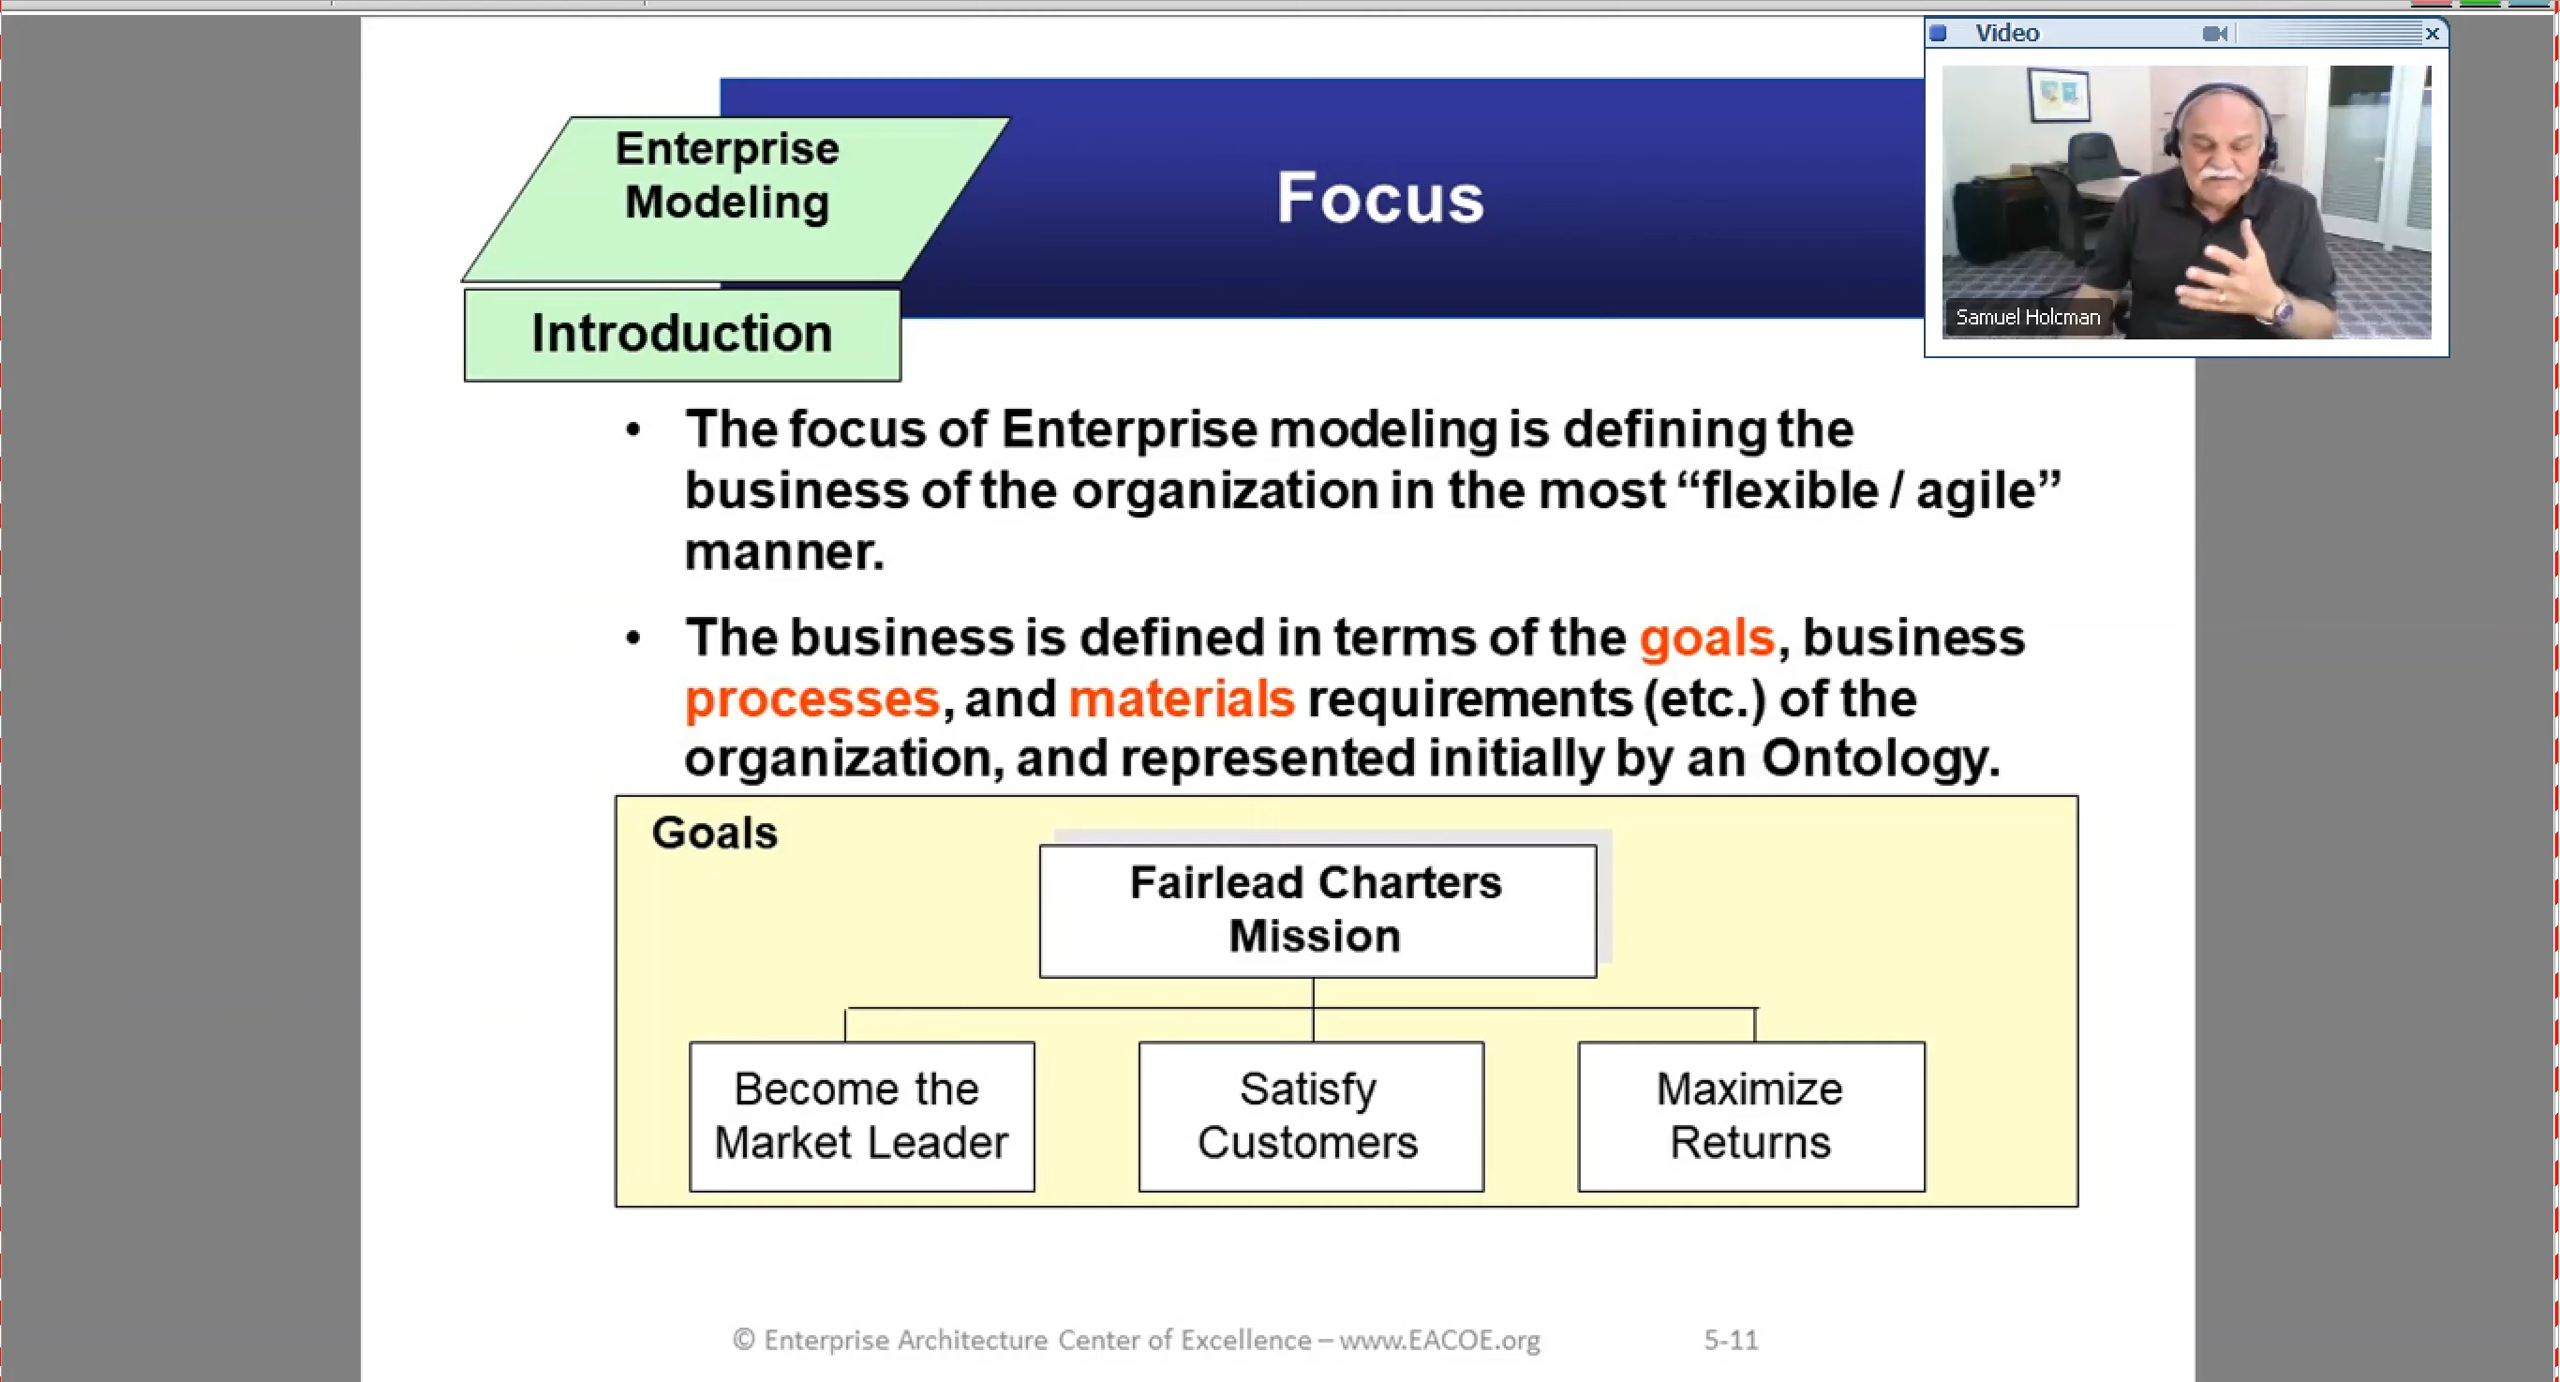 Video
Enterprise
Modeling
Focus
Samuel Holcman
Introduction
• The focus of Enterprise modeling is defining the
business of the organization in the most “flexible / agile”
manner.
• The business is defined in terms of the goals, business
processes, and materials requirements (etc.) of the
organization, and represented initially by an Ontology.
Goals
Fairlead Charters
Mission
Become the
Market Leader
Satisfy
Customers
Maximize
Returns
© Enterprise Architecture Center of Excellence – www.EACOE.org
5-11